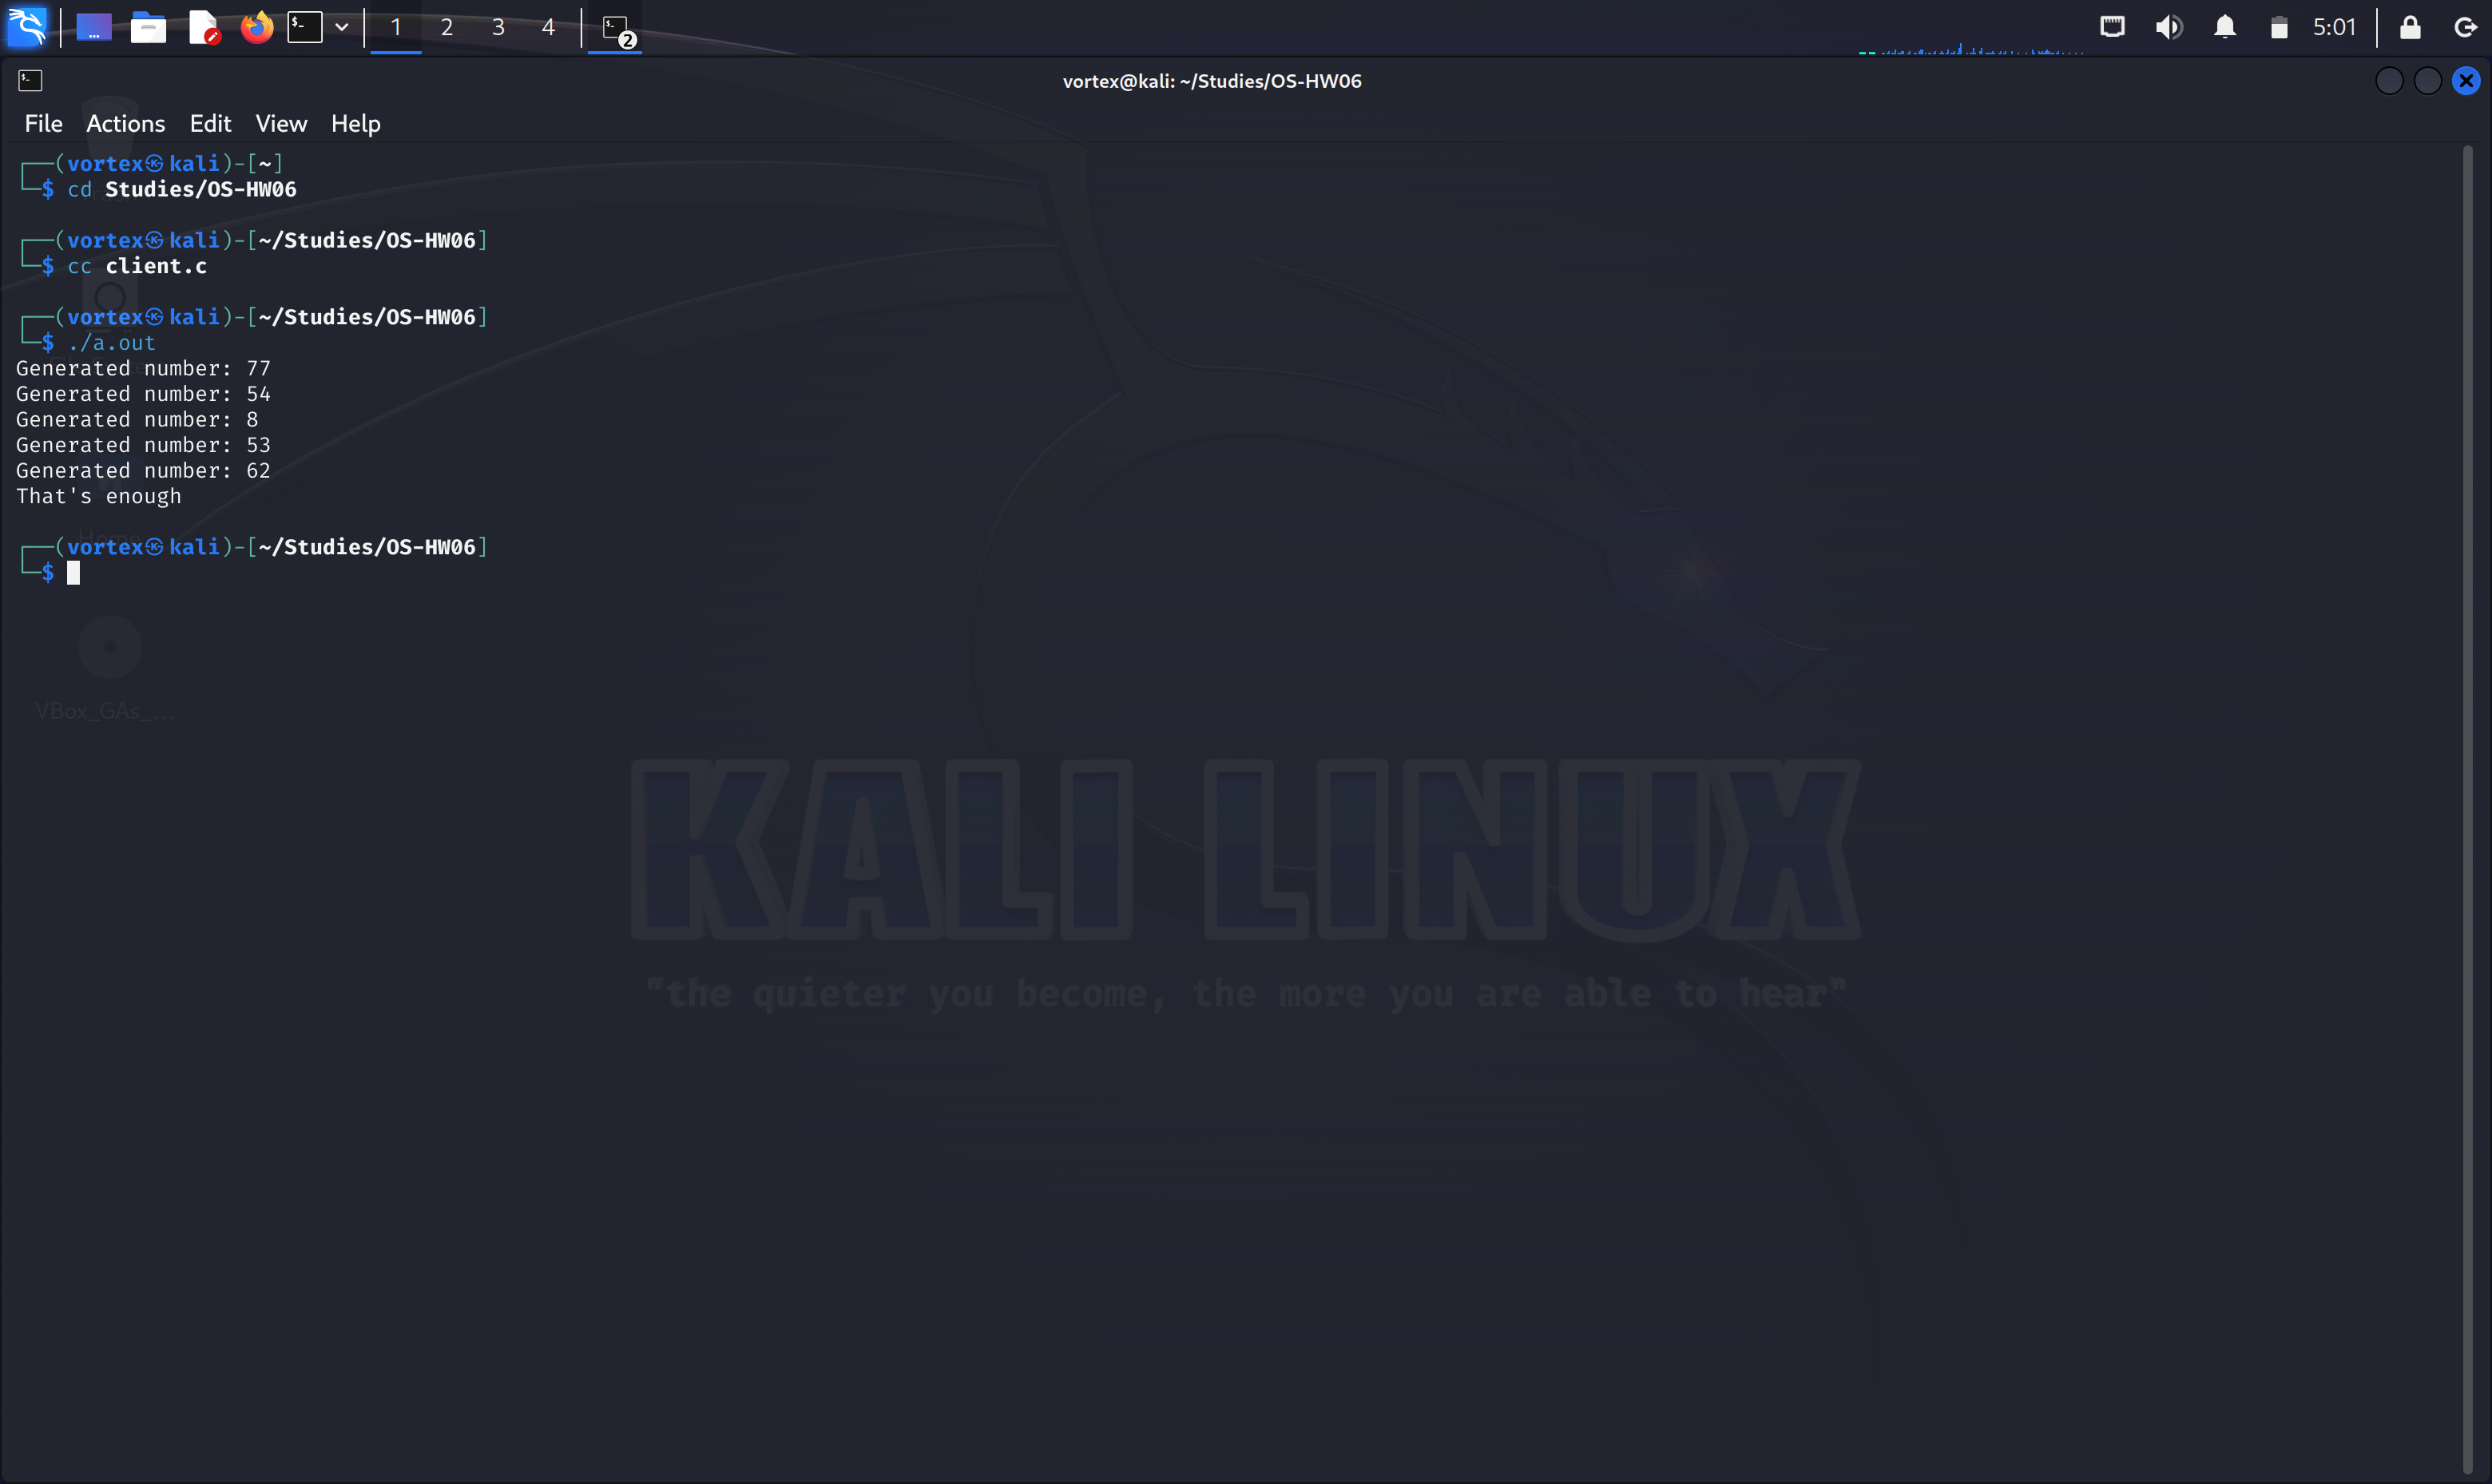 1 2 3 4 2 5:01
vortex@kali: ~/Studies/OS-HW06
File Actions Edit View Help
┌──(vortex㉿kali)-[~]
└─$ cd Studies/OS-HW06
┌──(vortex㉿kali)-[~/Studies/OS-HW06]
└─$ cc client.c
┌──(vortex㉿kali)-[~/Studies/OS-HW06]
└─$ ./a.out
Generated number: 77
Generated number: 54
Generated number: 8
Generated number: 53
Generated number: 62
That's enough
Home
┌──(vortex㉿kali)-[~/Studies/OS-HW06]
└─$
VBox_GAs_...
KALI LINUX
"the quieter you become, the more you are able to hear"